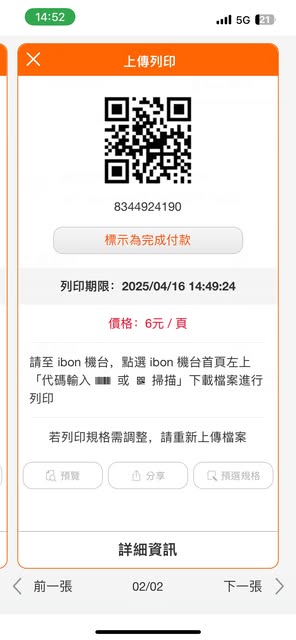 14:52
5G 21
上傳列印
8344924190
標示為完成付款
列印期限：2025/04/16 14:49:24
價格：6元 / 頁
請至 ibon 機台，點選 ibon 機台首頁左上
「代碼輸入 或 掃描」下載檔案進行
列印
若列印規格需調整，請重新上傳檔案
預覽 分享 預選規格
詳細資訊
前一張 02/02 下一張